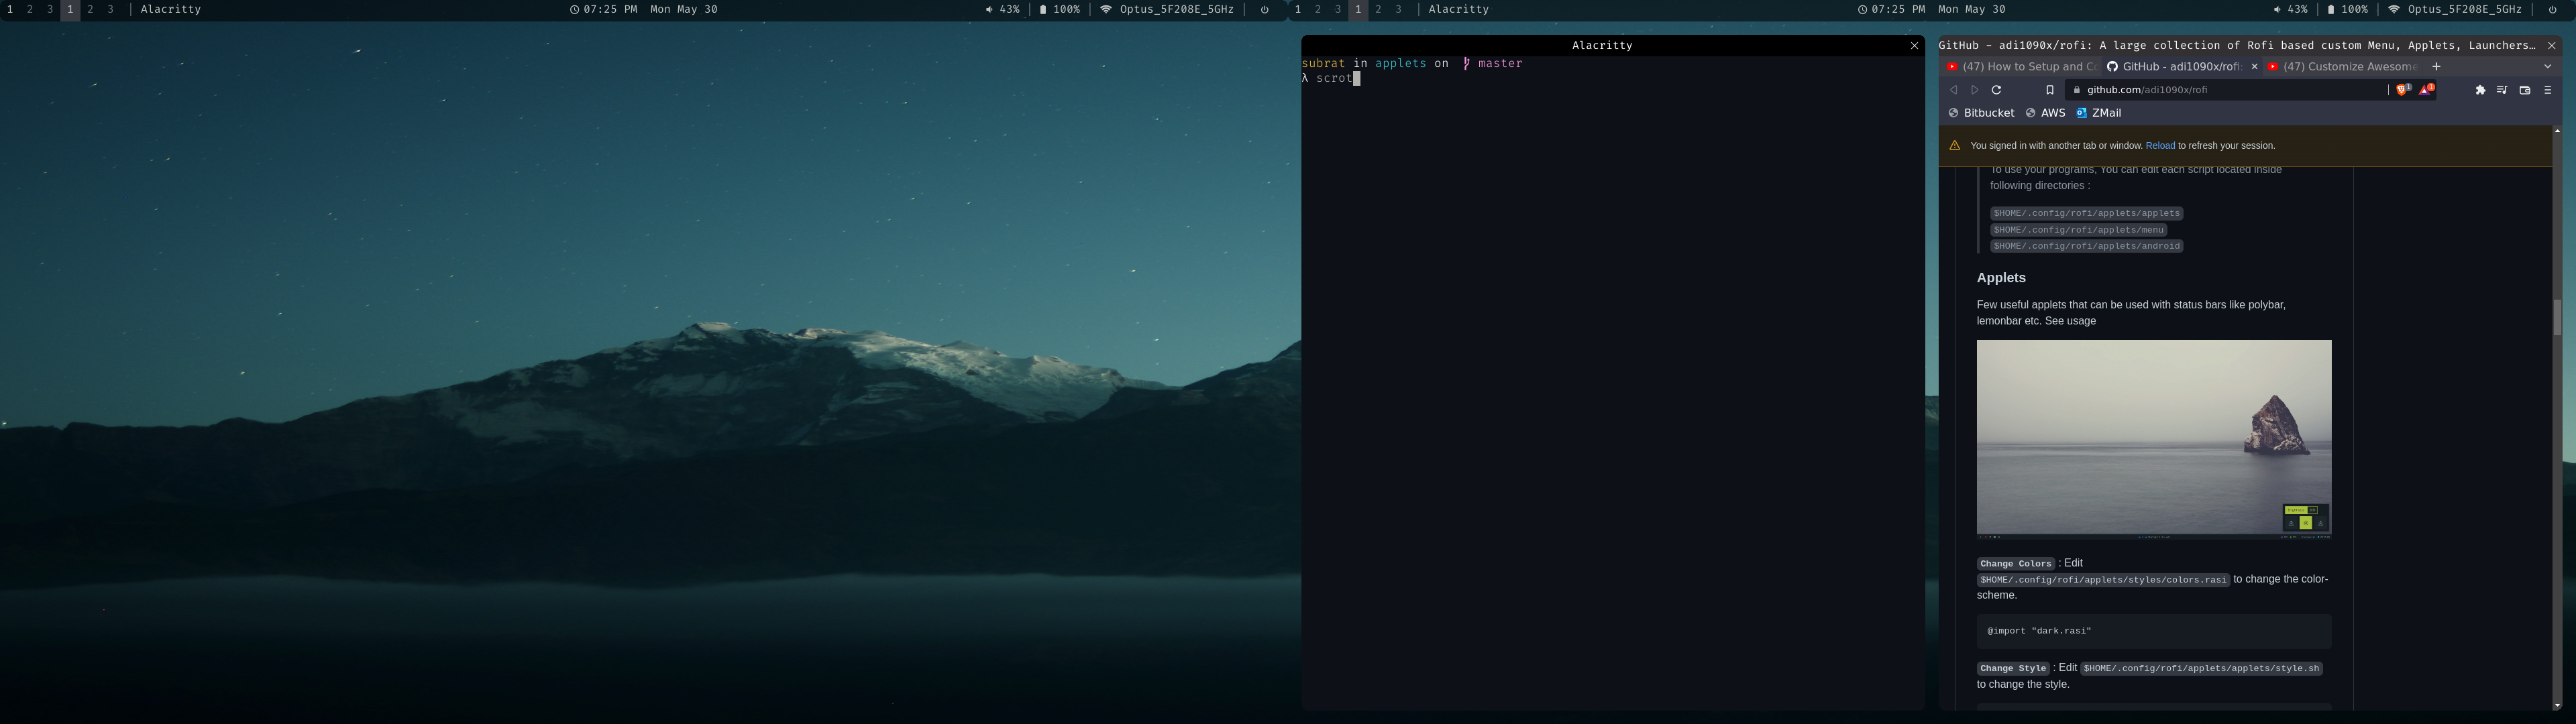 1 2 3 1 2 3 | Alacritty
07:25 PM Mon May 30
43% | 100% | Optus_5F208E_5GHz |
1 2 3 1 2 3 | Alacritty
07:25 PM Mon May 30
43% | 100% | Optus_5F208E_5GHz |
Alacritty
subrat in applets on master
λ scrot
GitHub - adi1090x/rofi: A large collection of Rofi based custom Menu, Applets, Launchers…
(47) How to Setup and Co
GitHub - adi1090x/rofi:
(47) Customize Awesome
github.com/adi1090x/rofi
Bitbucket AWS ZMail
You signed in with another tab or window. Reload to refresh your session.
To use your programs, You can edit each script located inside
following directories :
$HOME/.config/rofi/applets/applets
$HOME/.config/rofi/applets/menu
$HOME/.config/rofi/applets/android
Applets
Few useful applets that can be used with status bars like polybar,
lemonbar etc. See usage
Change Colors : Edit
$HOME/.config/rofi/applets/styles/colors.rasi to change the color-
scheme.
@import "dark.rasi"
Change Style : Edit $HOME/.config/rofi/applets/applets/style.sh
to change the style.